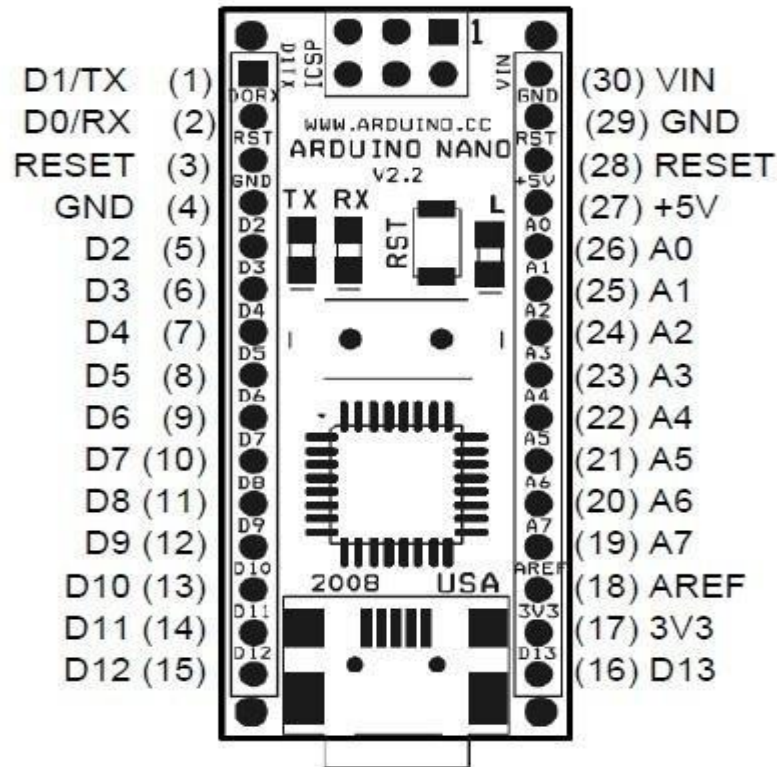 D1/TX (1)
D0/RX (2)
RESET (3)
GND (4)
D2 (5)
D3 (6)
D4 (7)
D5 (8)
D6 (9)
D7 (10)
D8 (11)
D9 (12)
D10 (13)
D11 (14)
D12 (15)
D1TX
ICSP
1
VIN
DORX
RST
GND
D2
D3
D4
D5
D6
D7
D8
D9
D10
D11
D12
WWW.ARDUINO.CC
ARDUINO NANO
V2.2
TX RX
RST
L
2008 USA
GND
RST
+5V
A0
A1
A2
A3
A4
A5
A6
A7
AREF
3V3
D13
(30) VIN
(29) GND
(28) RESET
(27) +5V
(26) A0
(25) A1
(24) A2
(23) A3
(22) A4
(21) A5
(20) A6
(19) A7
(18) AREF
(17) 3V3
(16) D13